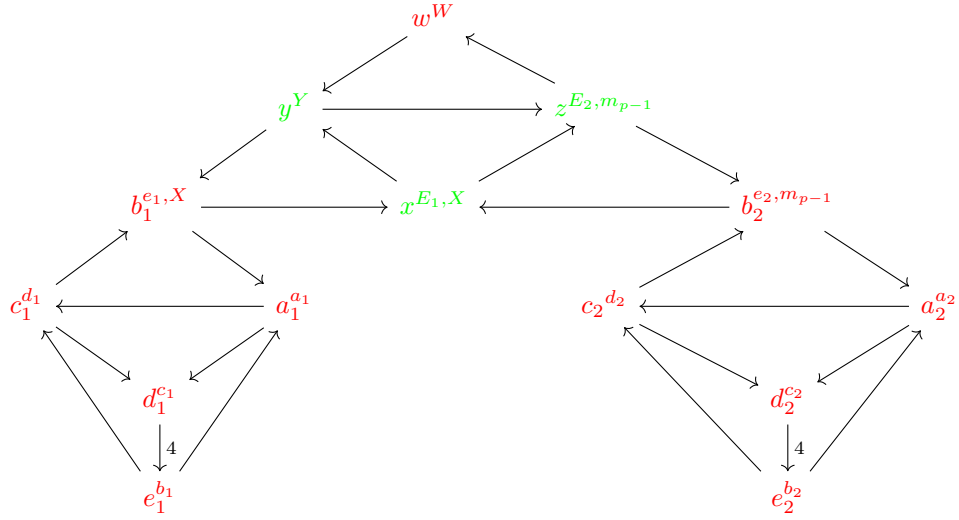 w^W
y^Y z^{E_2,m_{p-1}}
b_1^{e_1,X} x^{E_1,X} b_2^{e_2,m_{p-1}}
c_1^{d_1} a_1^{a_1} c_2^{d_2} a_2^{a_2}
d_1^{c_1} d_2^{c_2}
4 4
e_1^{b_1} e_2^{b_2}